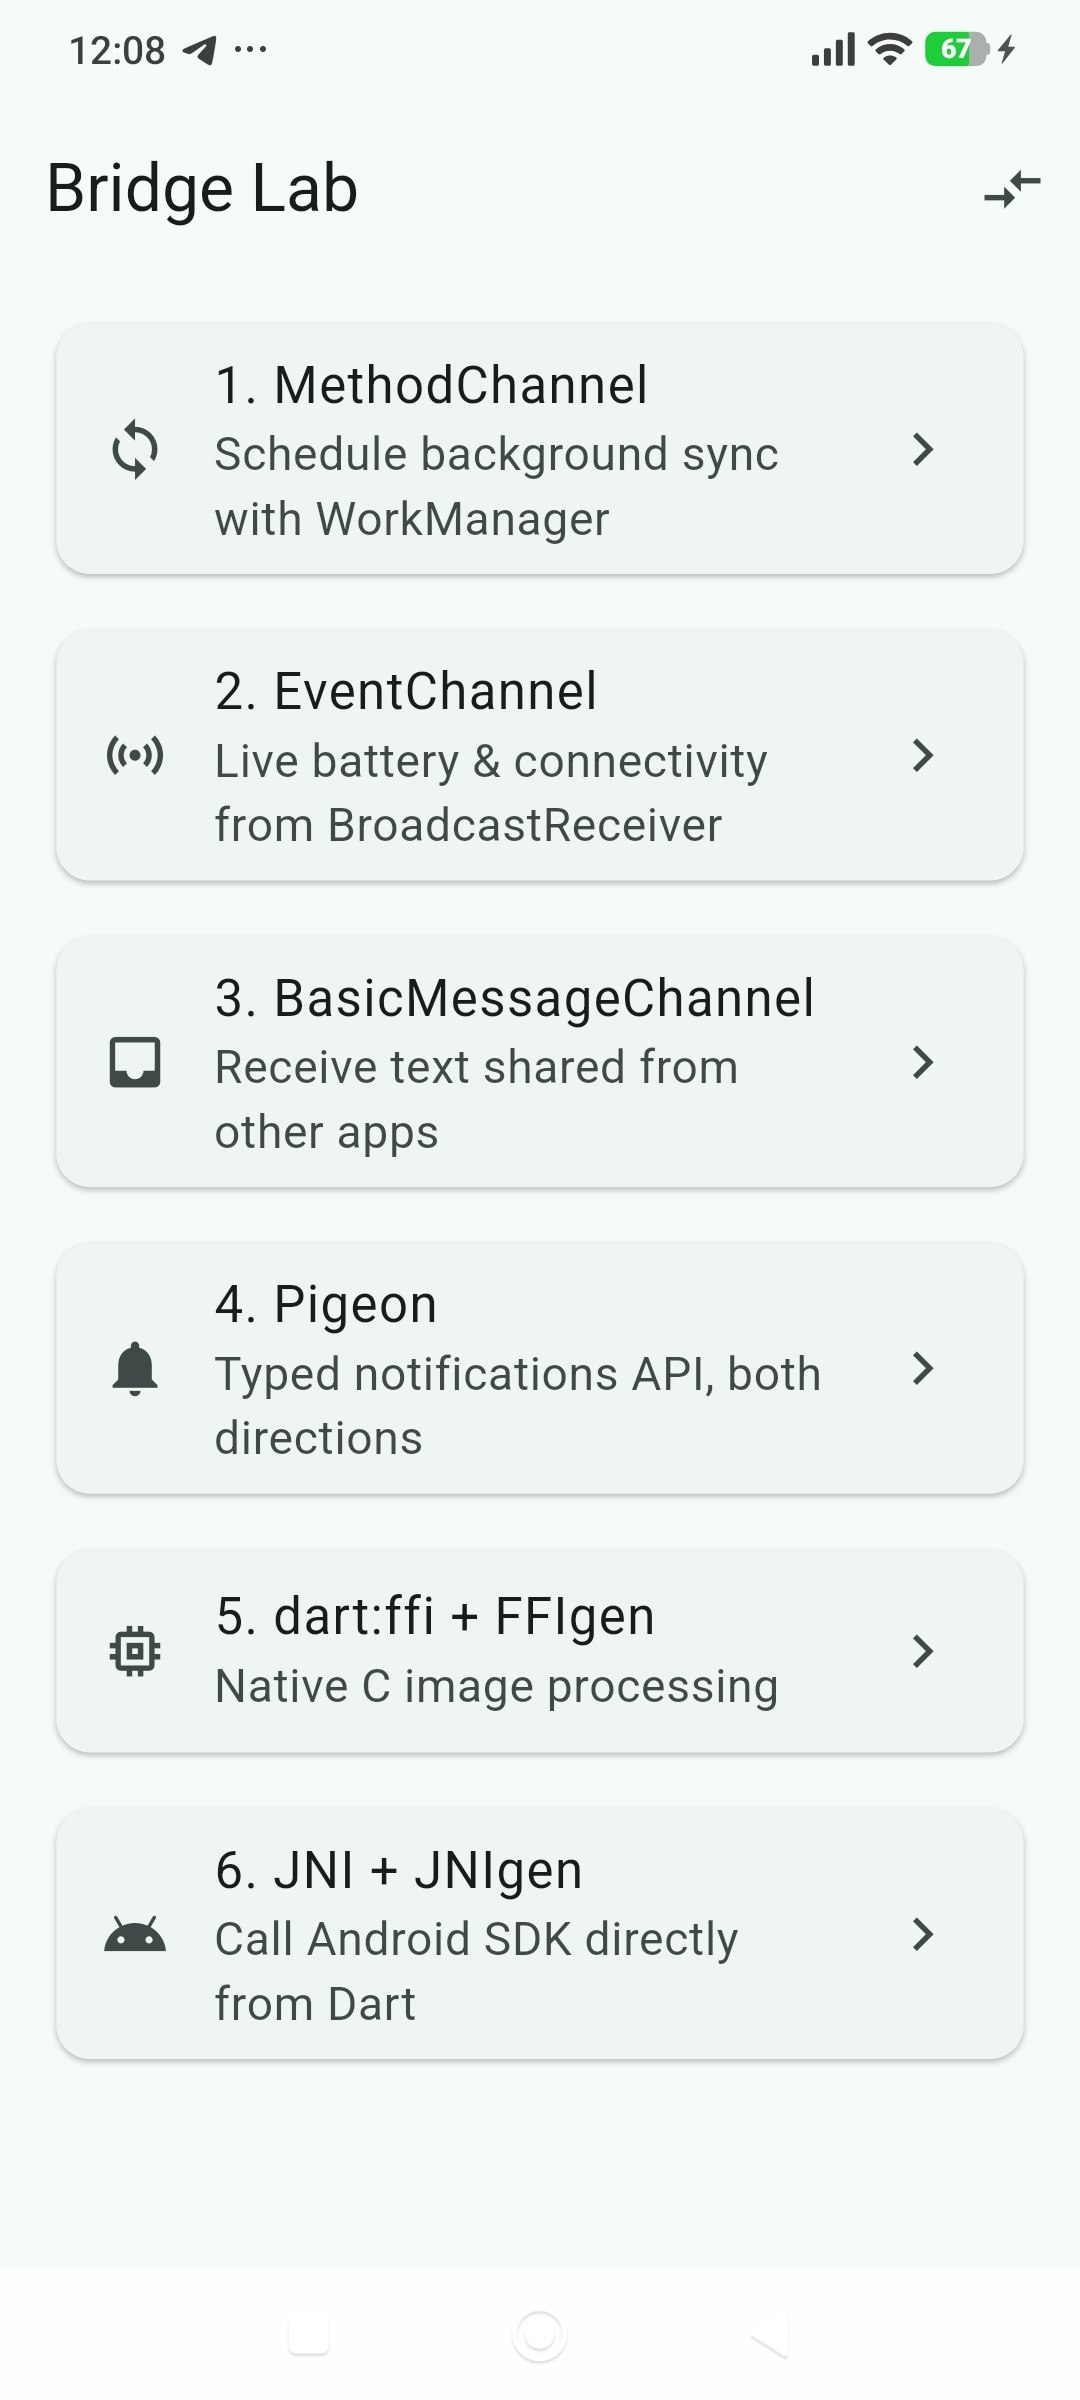 12:08
67
Bridge Lab
1. MethodChannel
Schedule background sync
with WorkManager
2. EventChannel
Live battery & connectivity
from BroadcastReceiver
3. BasicMessageChannel
Receive text shared from
other apps
4. Pigeon
Typed notifications API, both
directions
5. dart:ffi + FFIgen
Native C image processing
6. JNI + JNIgen
Call Android SDK directly
from Dart